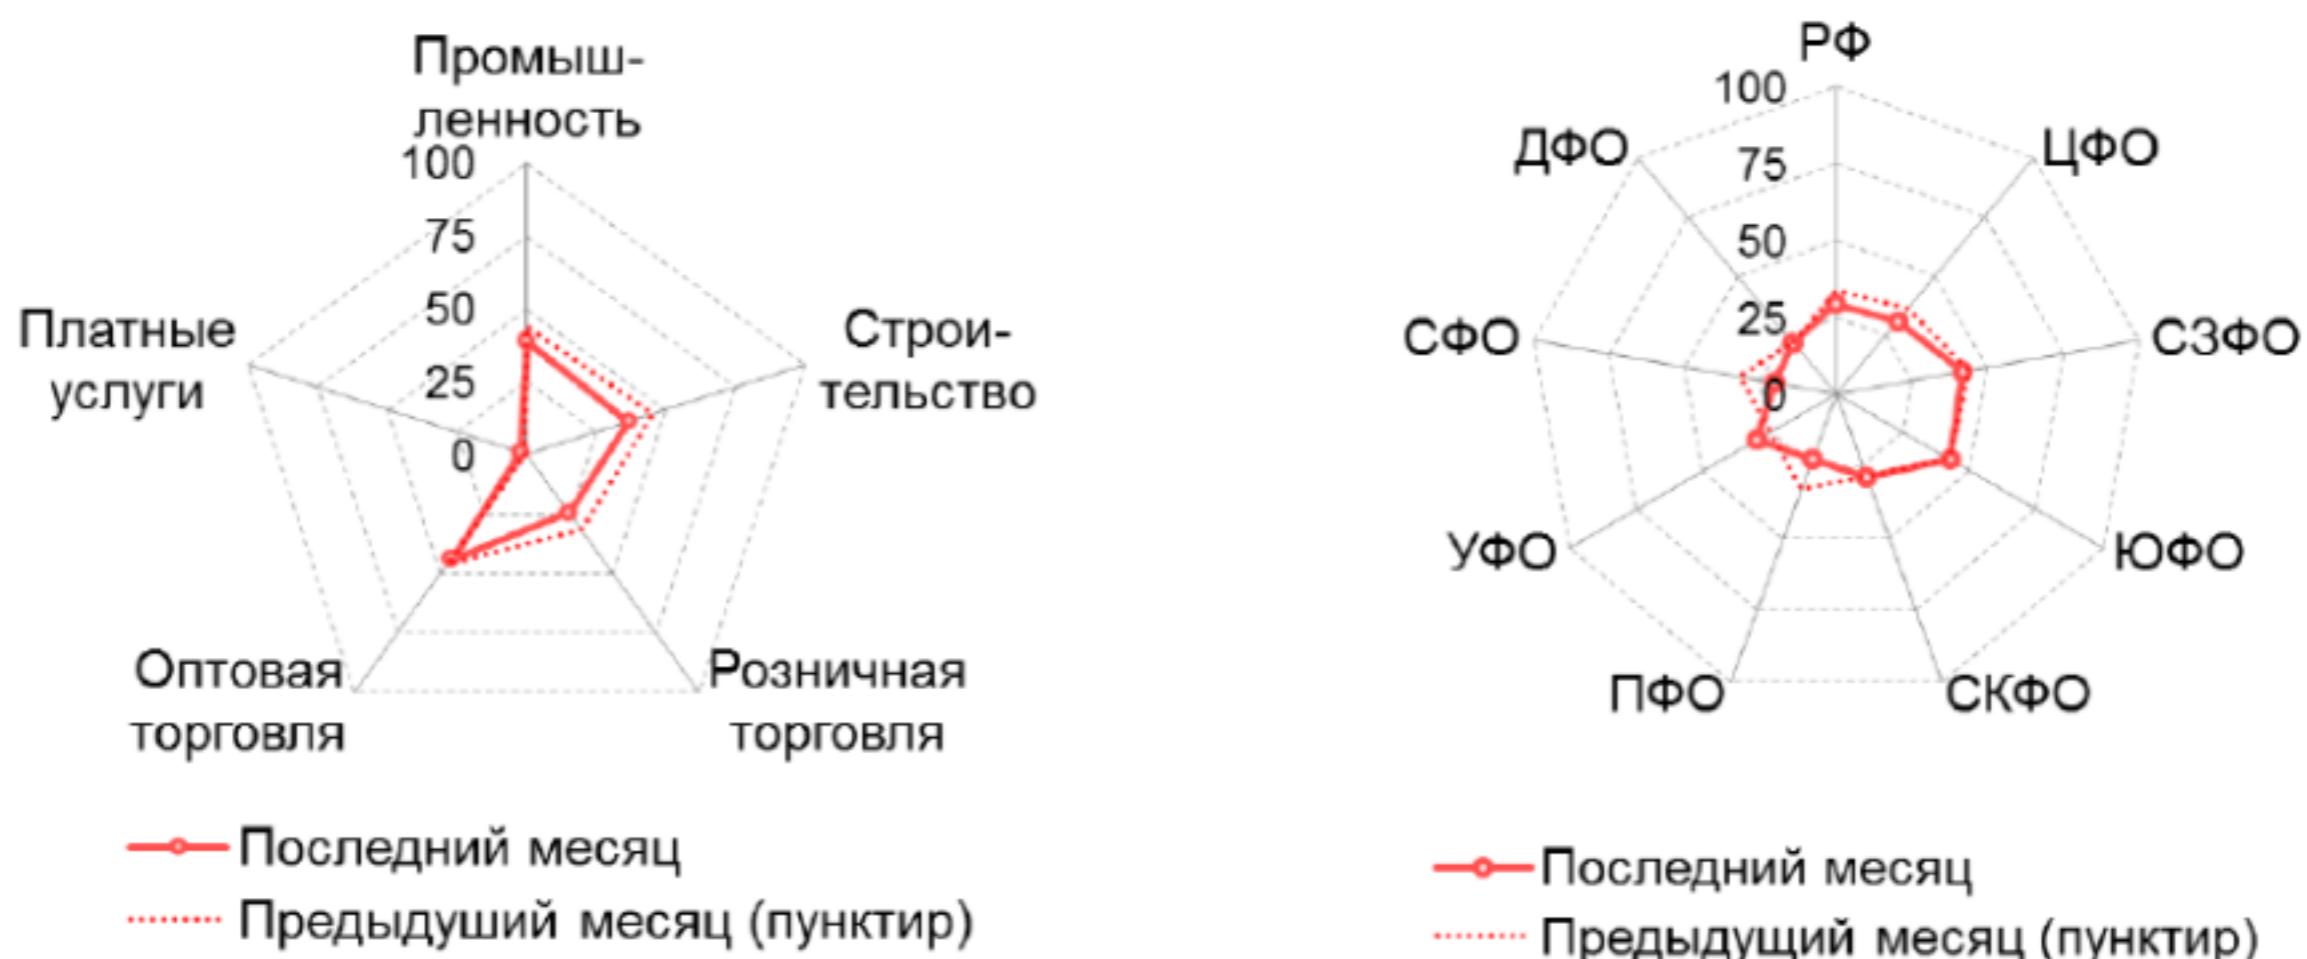 Промыш-
ленность
100
75
50
25
0
Строи-
тельство
Розничная
торговля
Оптовая
торговля
Платные
услуги
Последний месяц
Предыдуший месяц (пунктир)
РФ
100
75
50
25
0
ЦФО
СЗФО
ЮФО
СКФО
ПФО
УФО
СФО
ДФО
Последний месяц
Предыдущий месяц (пунктир)